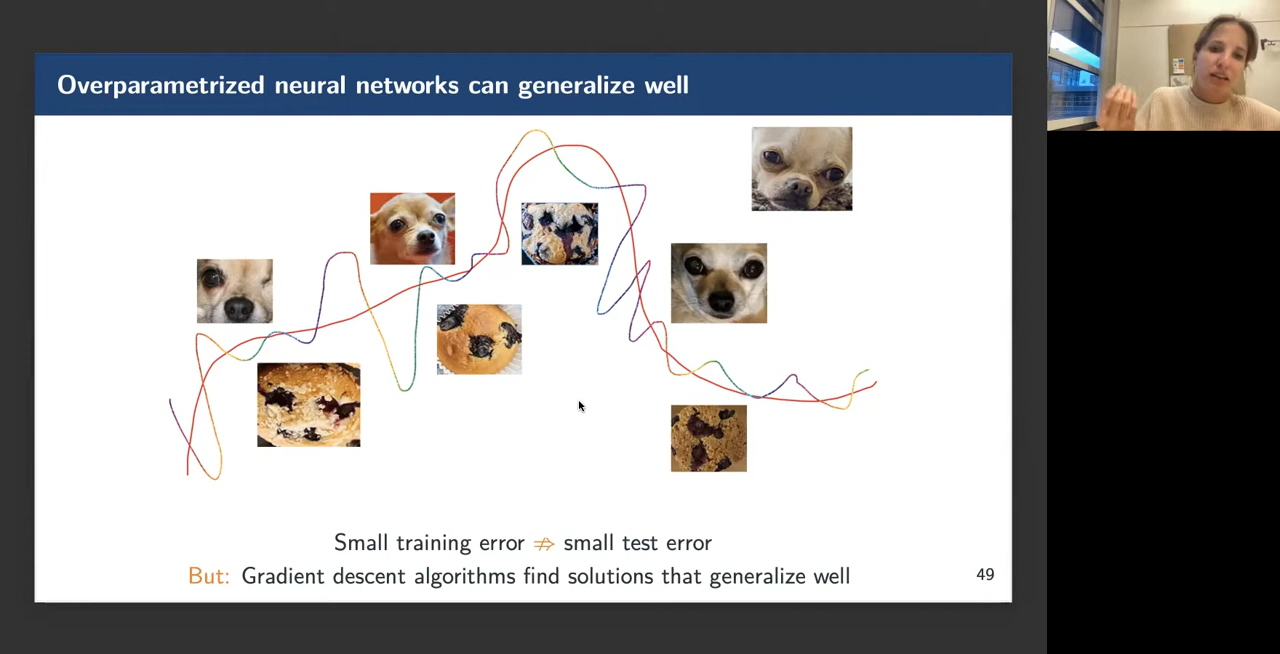 Overparametrized neural networks can generalize well
Small training error ⇏ small test error
But: Gradient descent algorithms find solutions that generalize well
49